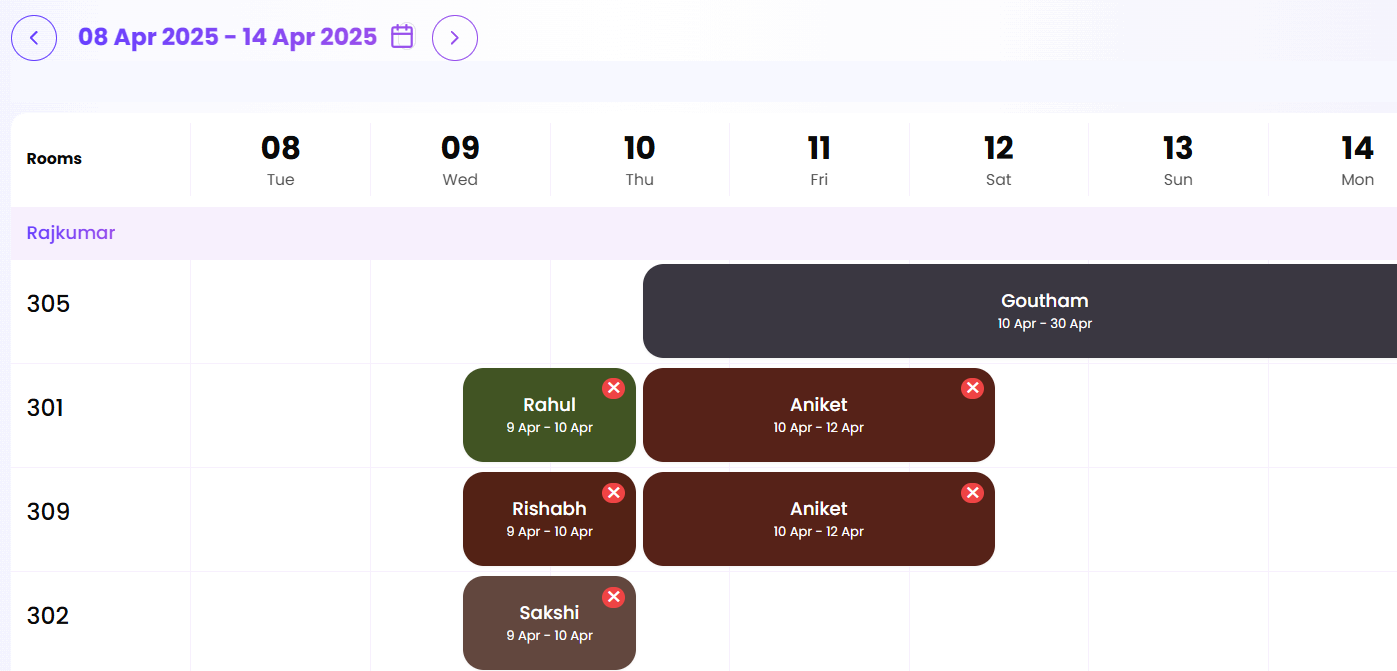 08 Apr 2025 - 14 Apr 2025
Rooms
08
Tue
09
Wed
10
Thu
11
Fri
12
Sat
13
Sun
14
Mon
Rajkumar
305
Goutham
10 Apr - 30 Apr
301
Rahul
9 Apr - 10 Apr
Aniket
10 Apr - 12 Apr
309
Rishabh
9 Apr - 10 Apr
Aniket
10 Apr - 12 Apr
302
Sakshi
9 Apr - 10 Apr